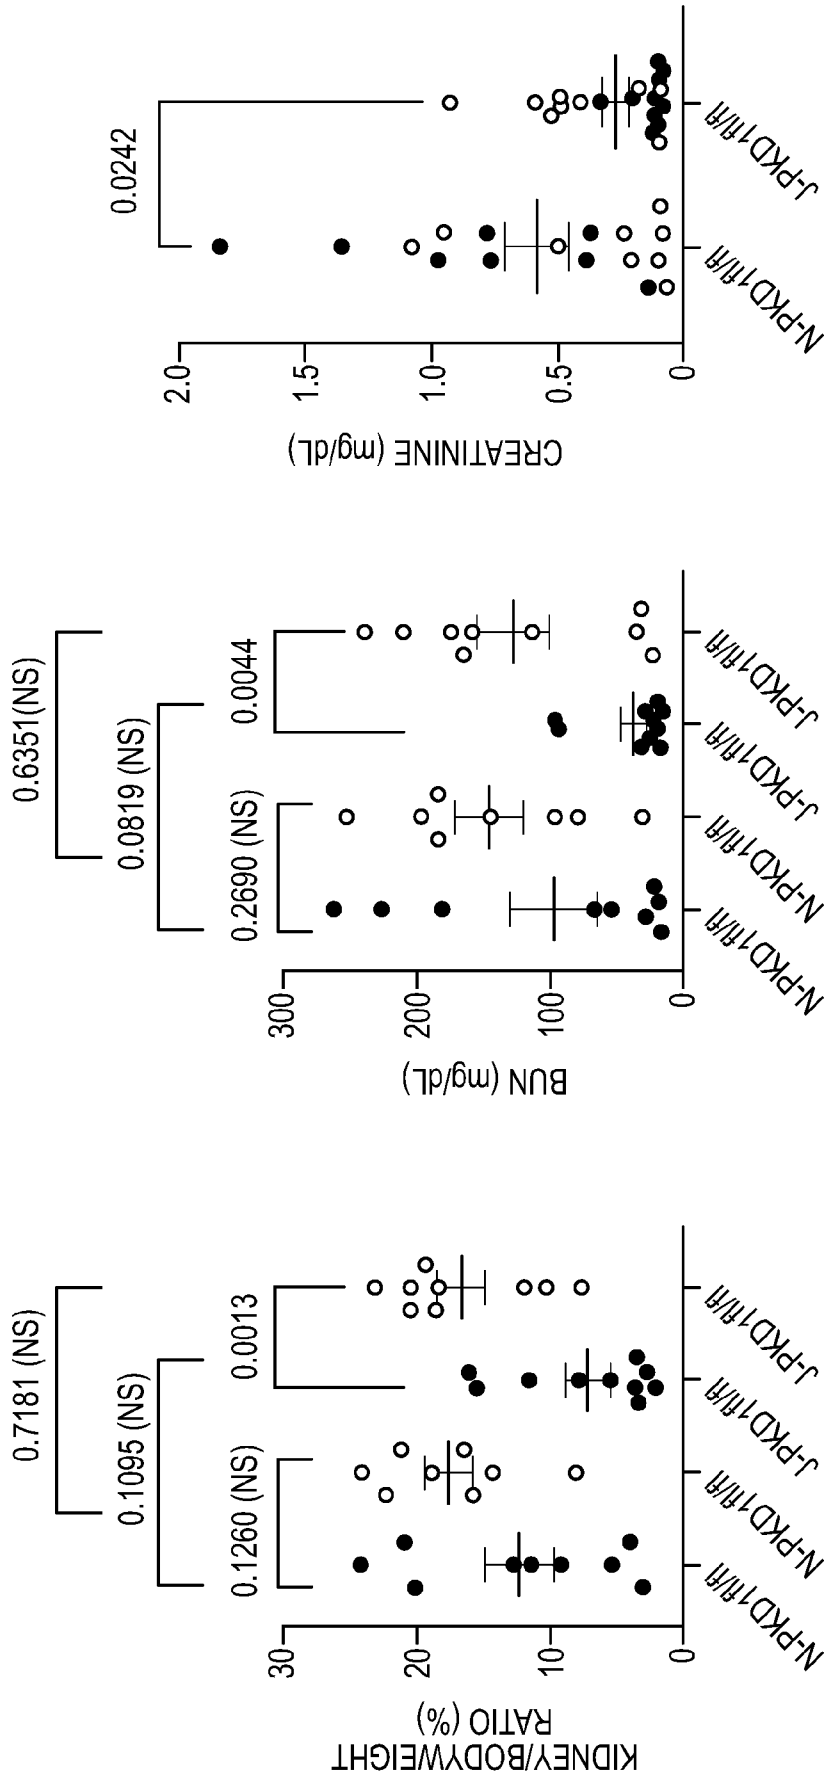 0.7181 (NS)
0.1095 (NS)
0.1260 (NS)
0.0013
KIDNEY/BODYWEIGHT
RATIO (%)
30
20
10
0
N-PKD1fl/fl
N-PKD1fl/fl
J-PKD1fl/fl
J-PKD1fl/fl
0.6351(NS)
0.0819 (NS)
0.2690 (NS)
0.0044
BUN (mg/dL)
300
200
100
0
N-PKD1fl/fl
N-PKD1fl/fl
J-PKD1fl/fl
J-PKD1fl/fl
0.0242
CREATININE (mg/dL)
2.0
1.5
1.0
0.5
0
N-PKD1fl/fl
J-PKD1fl/fl